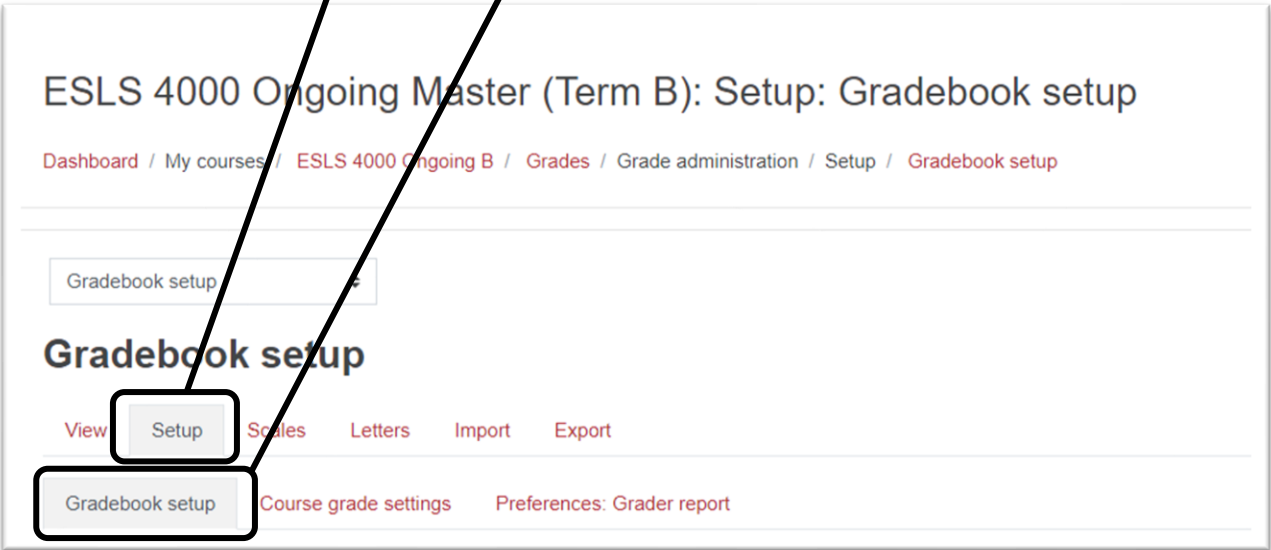 ESLS 4000 Ongoing Master (Term B): Setup: Gradebook setup
Dashboard / My courses / ESLS 4000 Ongoing B / Grades / Grade administration / Setup / Gradebook setup
Gradebook setup
Gradebook setup
View Setup Scales Letters Import Export
Gradebook setup Course grade settings Preferences: Grader report